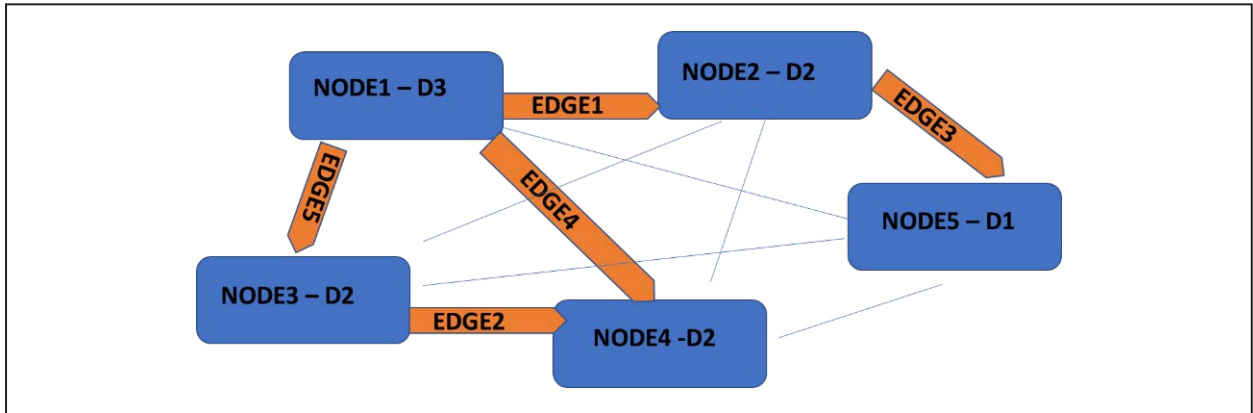 NODE1 – D3
EDGE1
NODE2 – D2
EDGE3
EDGE5
EDGE4
NODE5 – D1
NODE3 – D2
EDGE2
NODE4 -D2